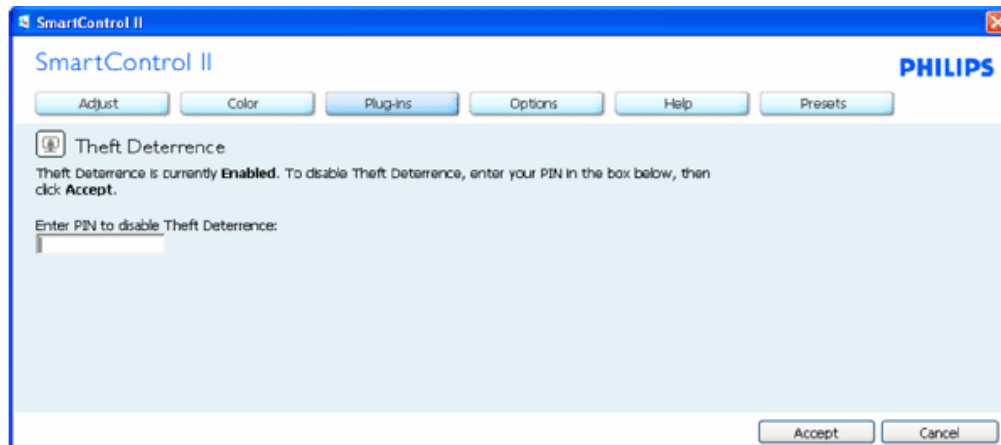 SmartControl II
SmartControl II
PHILIPS
Adjust Color Plug-ins Options Help Presets
Theft Deterrence
Theft Deterrence is currently Enabled. To disable Theft Deterrence, enter your PIN in the box below, then
click Accept.
Enter PIN to disable Theft Deterrence:
Accept Cancel